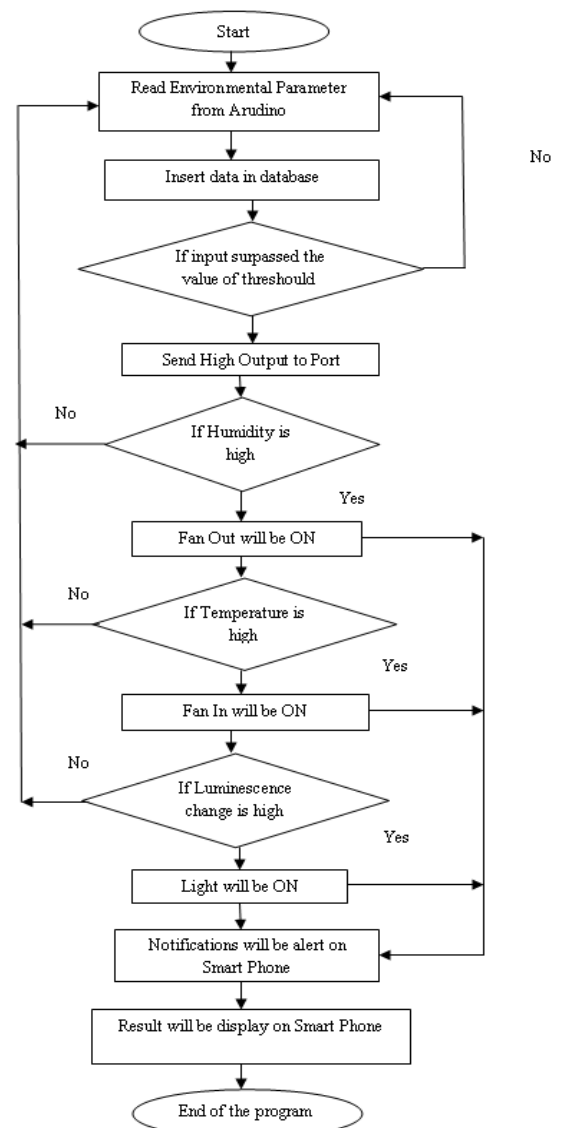 Start
Read Environmental Parameter
from Arudino
No
Insert data in database
If input surpassed the
value of threshould
Send High Output to Port
No
If Humidity is
high
Yes
Fan Out will be ON
No
If Temperature is
high
Yes
Fan In will be ON
No
If Luminescence
change is high
Yes
Light will be ON
Notifications will be alert on
Smart Phone
Result will be display on Smart Phone
End of the program